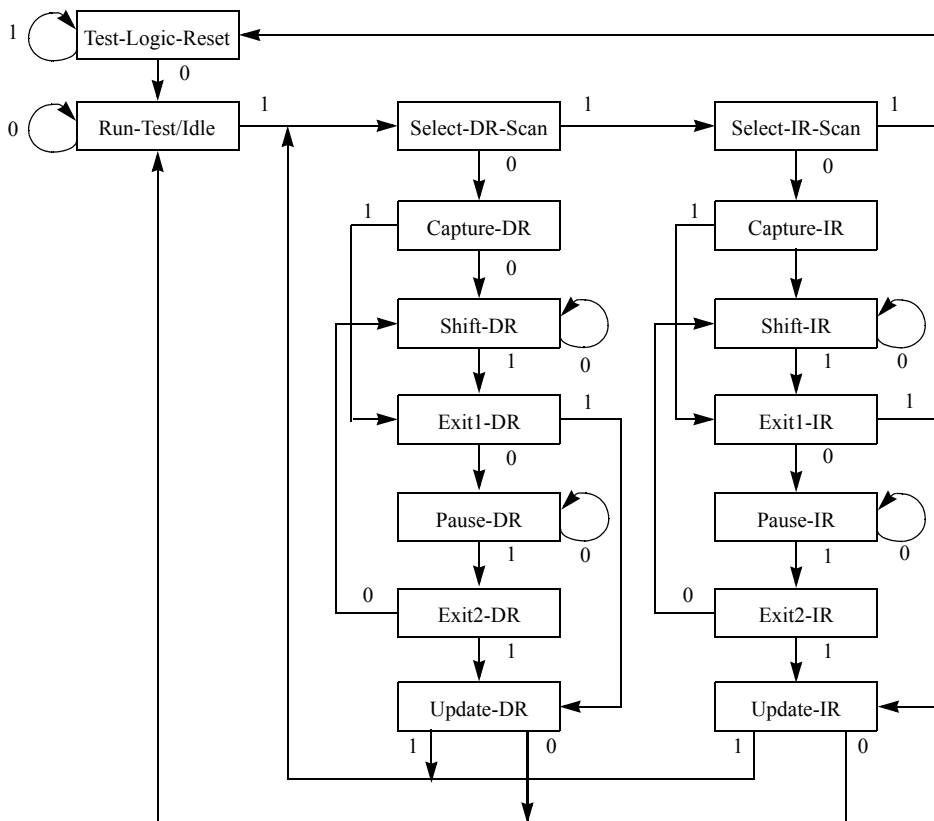 1 Test-Logic-Reset
0
0 Run-Test/Idle 1 Select-DR-Scan 1 Select-IR-Scan 1
0 0
1 Capture-DR 1 Capture-IR
0
Shift-DR Shift-IR
1 0 1 0
Exit1-DR 1 Exit1-IR 1
0 0
Pause-DR Pause-IR
1 0 1 0
0 Exit2-DR 0 Exit2-IR
1 1
Update-DR Update-IR
1 0 1 0